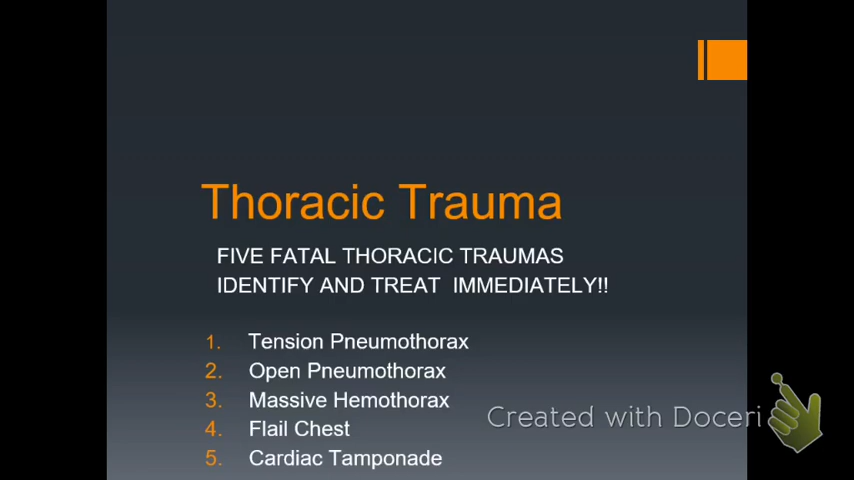 Thoracic Trauma
FIVE FATAL THORACIC TRAUMAS
IDENTIFY AND TREAT  IMMEDIATELY!!
1. Tension Pneumothorax
2. Open Pneumothorax
3. Massive Hemothorax
4. Flail Chest
5. Cardiac Tamponade
Created with Doceri